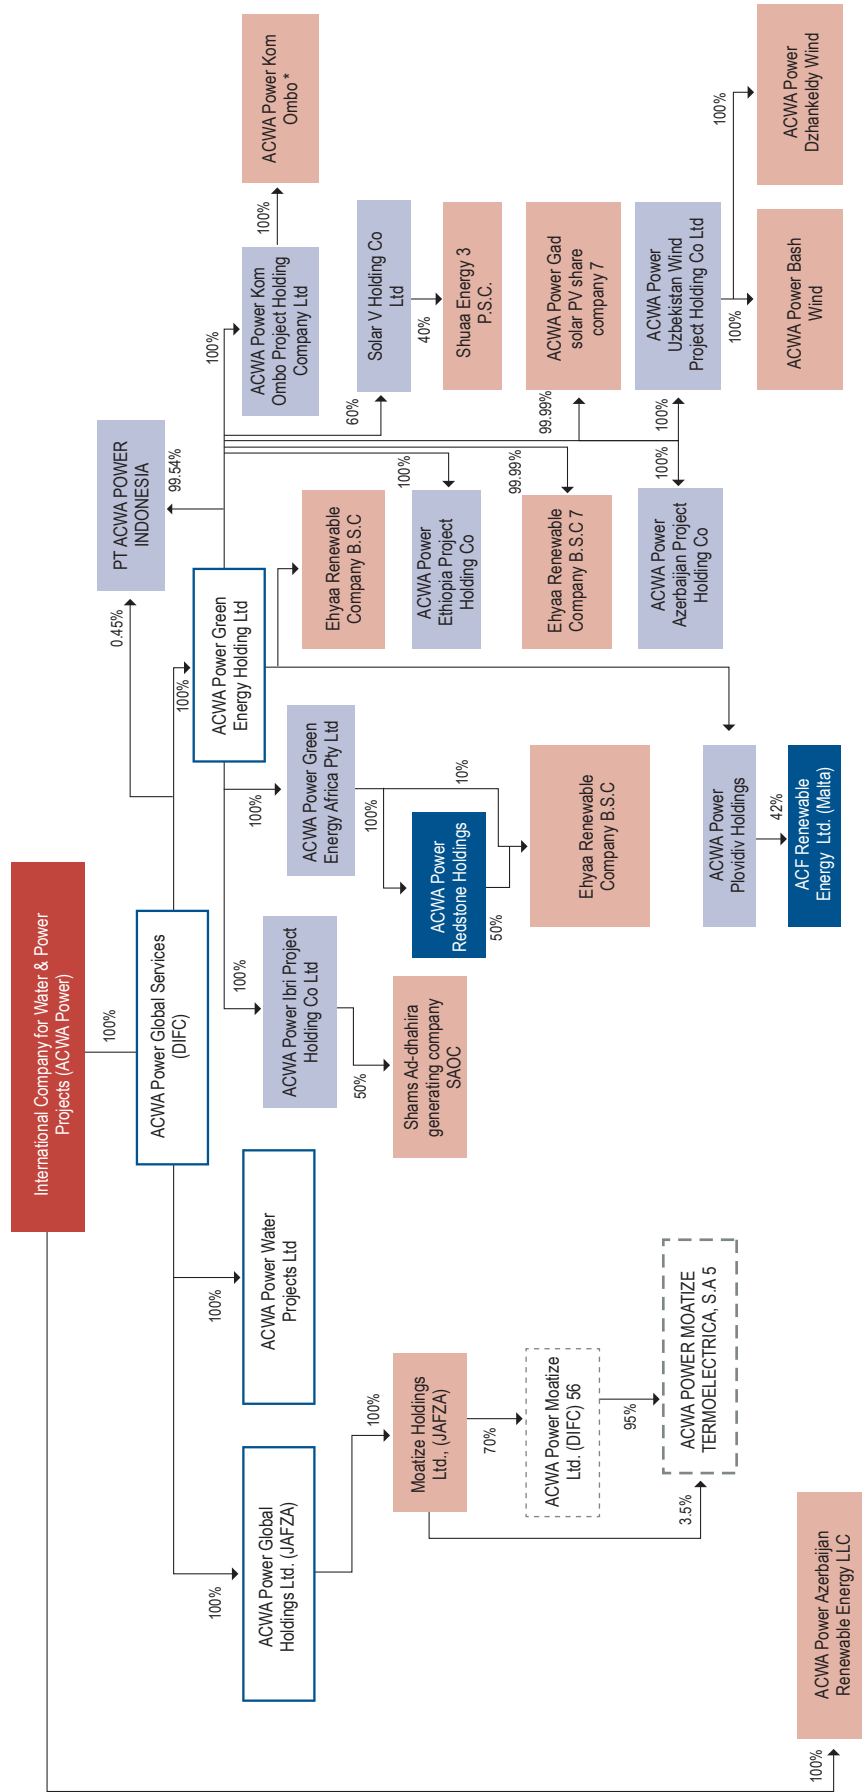 International Company for Water & Power
Projects (ACWA Power)
100%
ACWA Power Global Services
(DIFC)
100%
ACWA Power Global
Holdings Ltd. (JAFZA)
100%
ACWA Power Water
Projects Ltd
100%
ACWA Power Green
Energy Holding Ltd
0.45%
PT ACWA POWER
INDONESIA
99.54%
100%
Moatize Holdings
Ltd., (JAFZA)
70%
ACWA Power Moatize
Ltd. (DIFC) 56
95%
3.5%
ACWA POWER MOATIZE
TERMOELECTRICA, S.A 5
100%
ACWA Power Azerbaijan
Renewable Energy LLC
100%
ACWA Power Ibri Project
Holding Co Ltd
50%
Shams Ad-dhahira
generating company
SAOC
100%
ACWA Power Green
Energy Africa Pty Ltd
100%
10%
ACWA Power
Redstone Holdings
50%
Ehyaa Renewable
Company B.S.C
Ehyaa Renewable
Company B.S.C
ACWA Power
Plovidiv Holdings
42%
ACF Renewable
Energy Ltd. (Malta)
100%
ACWA Power
Ethiopia Project
Holding Co
99.99%
Ehyaa Renewable
Company B.S.C 7
100%
ACWA Power
Azerbaijan Project
Holding Co
100%
ACWA Power Kom
Ombo Project Holding
Company Ltd
100%
ACWA Power Kom
Ombo *
60%
Solar V Holding Co
Ltd
40%
Shuaa Energy 3
P.S.C.
99.99%
ACWA Power Gad
solar PV share
company 7
100%
ACWA Power
Uzbekistan Wind
Project Holding Co Ltd
100%
ACWA Power Bash
Wind
100%
ACWA Power
Dzhankeldy Wind